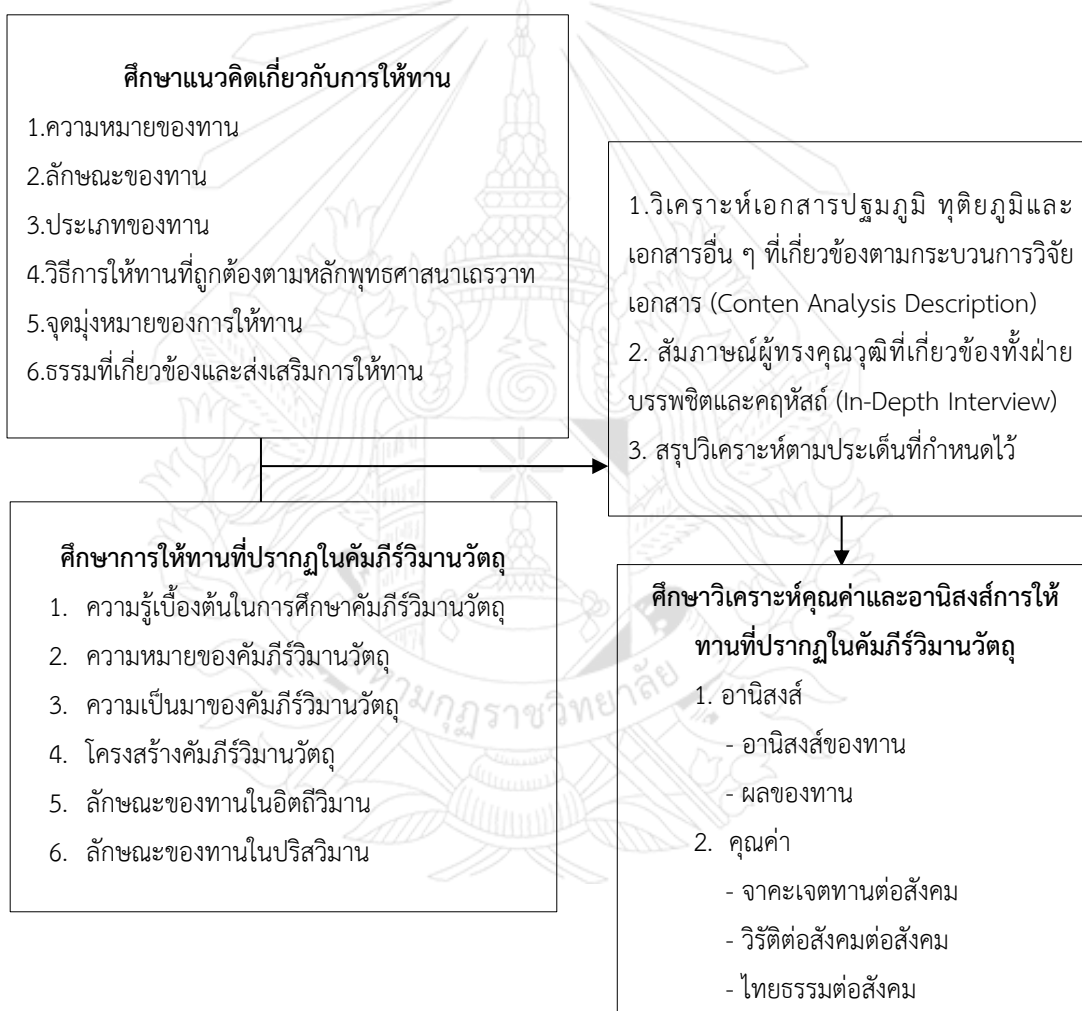 ศึกษาแนวคิดเกี่ยวกับการให้ทาน
1.ความหมายของทาน
2.ลักษณะของทาน
3.ประเภทของทาน
4.วิธีการให้ทานที่ถูกต้องตามหลักพุทธศาสนาเถรวาท
5.จุดมุ่งหมายของการให้ทาน
6.ธรรมที่เกี่ยวข้องและส่งเสริมการให้ทาน
1.วิเคราะห์เอกสารปฐมภูมิ ทุติยภูมิและ
เอกสารอื่น ๆ ที่เกี่ยวข้องตามกระบวนการวิจัย
เอกสาร (Conten Analysis Description)
2. สัมภาษณ์ผู้ทรงคุณวุฒิที่เกี่ยวข้องทั้งฝ่าย
บรรพชิตและคฤหัสถ์ (In-Depth Interview)
3. สรุปวิเคราะห์ตามประเด็นที่กำหนดไว้
ศึกษาการให้ทานที่ปรากฏในคัมภีร์วิมานวัตถุ
1. ความรู้เบื้องต้นในการศึกษาคัมภีร์วิมานวัตถุ
2. ความหมายของคัมภีร์วิมานวัตถุ
3. ความเป็นมาของคัมภีร์วิมานวัตถุ
4. โครงสร้างคัมภีร์วิมานวัตถุ
5. ลักษณะของทานในอิตถีวิมาน
6. ลักษณะของทานในปริสวิมาน
ศึกษาวิเคราะห์คุณค่าและอานิสงส์การให้
ทานที่ปรากฏในคัมภีร์วิมานวัตถุ
1. อานิสงส์
- อานิสงส์ของทาน
- ผลของทาน
2. คุณค่า
- จาคะเจตทานต่อสังคม
- วิรัติต่อสังคมต่อสังคม
- ไทยธรรมต่อสังคม